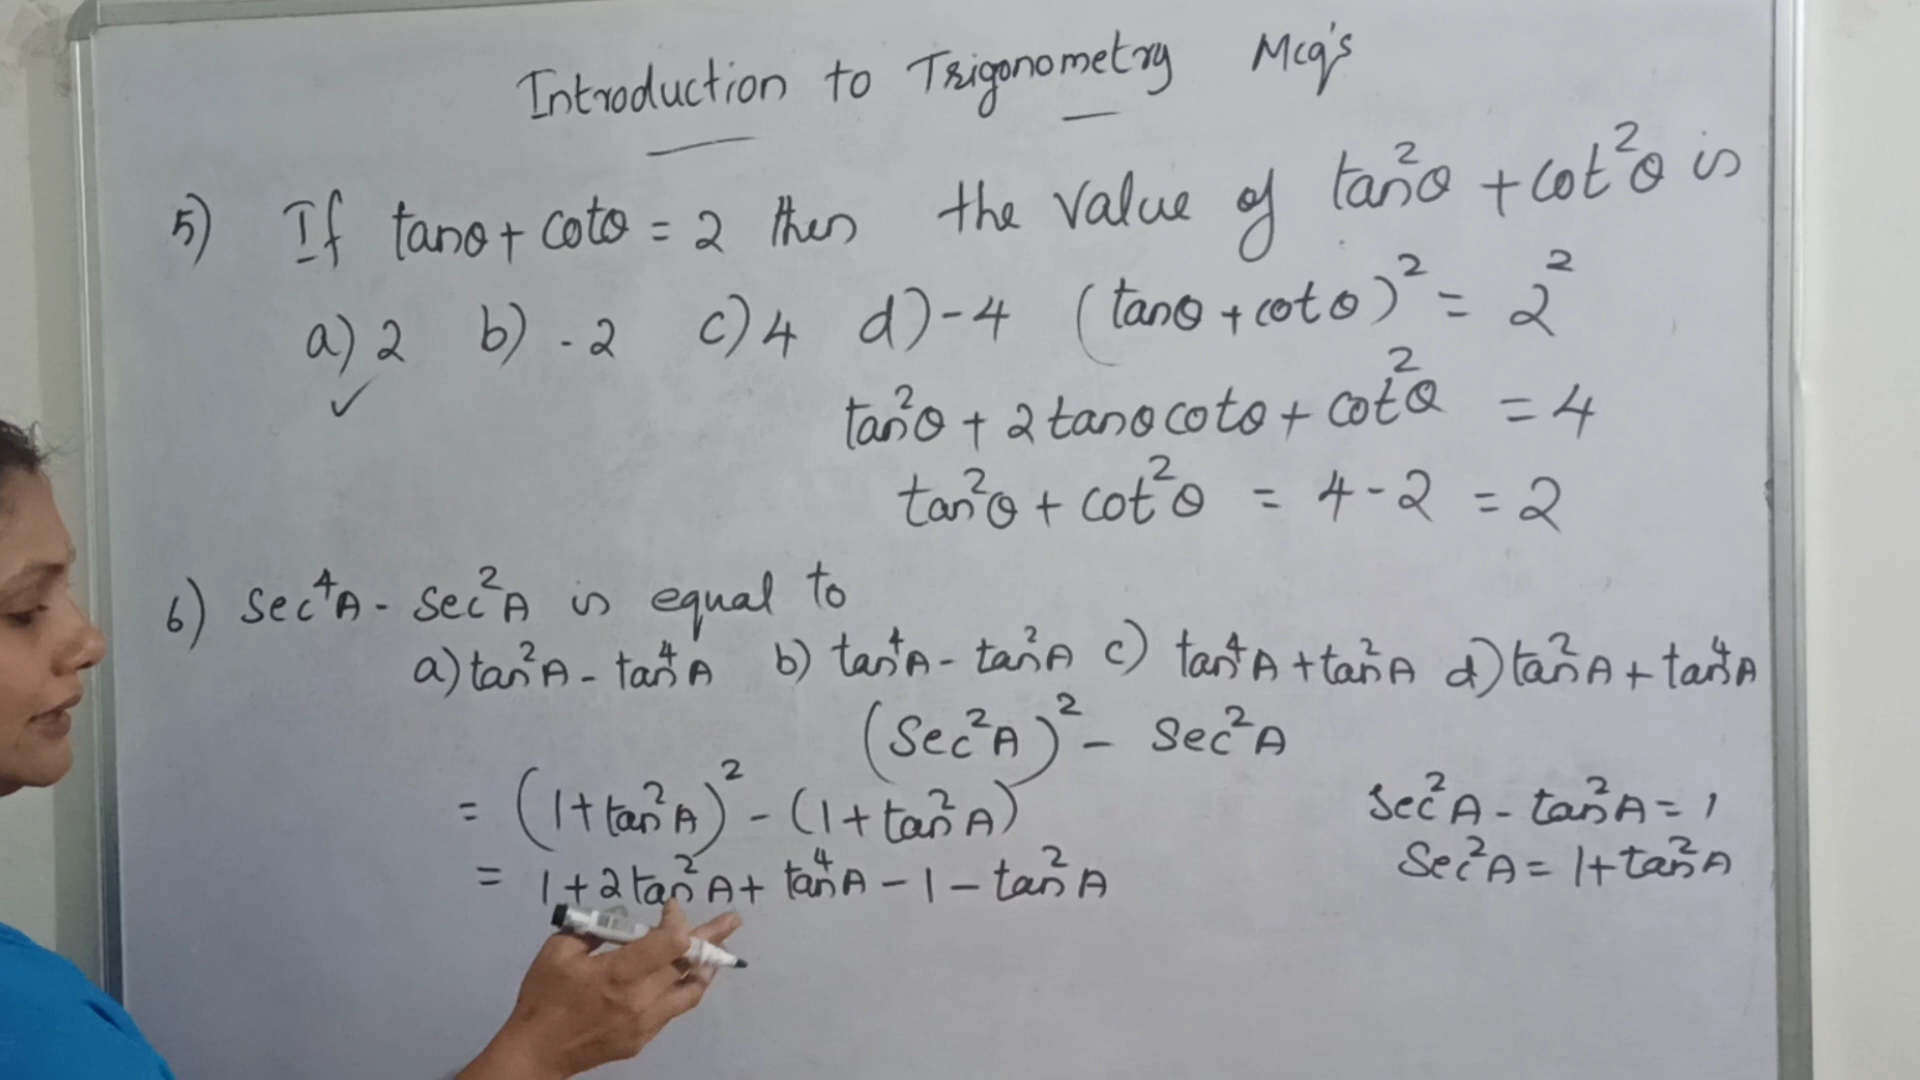 Introduction to Trigonometry Mcq's
5) If tanθ + cotθ = 2 then the value of tan²θ + cot²θ is
a) 2 b) -2 c) 4 d) -4 (tanθ + cotθ)² = 2²
tan²θ + 2tanθcotθ + cot²θ = 4
tan²θ + cot²θ = 4 - 2 = 2
6) Sec⁴A - Sec²A is equal to
a) tan²A - tan⁴A b) tan⁴A - tan²A c) tan⁴A + tan²A d) tan²A + tan⁴A
(Sec²A)² - Sec²A
= (1 + tan²A)² - (1 + tan²A) Sec²A - tan²A = 1
= 1 + 2tan²A + tan⁴A - 1 - tan²A Sec²A = 1 + tan²A